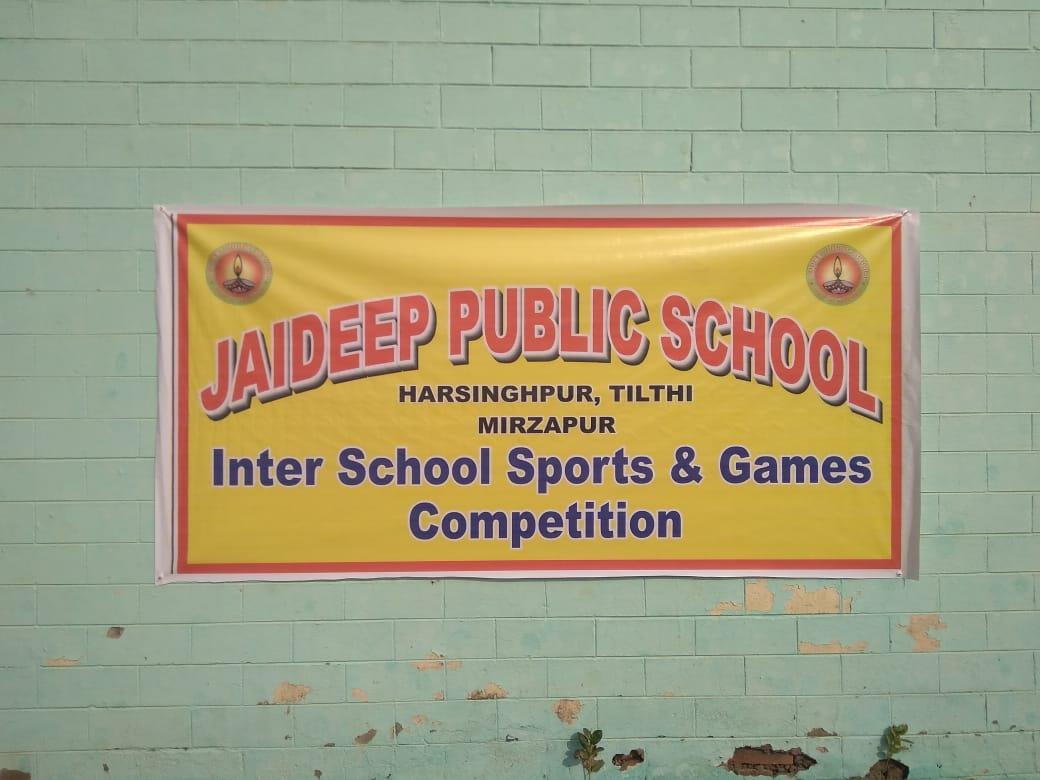 JAIDEEP PUBLIC SCHOOL
HARSINGHPUR, TILTHI
MIRZAPUR
Inter School Sports & Games
Competition